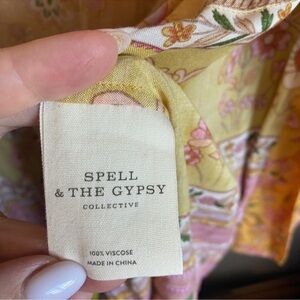 SPELL
& THE GYPSY
COLLECTIVE
100% VISCOSE
MADE IN CHINA